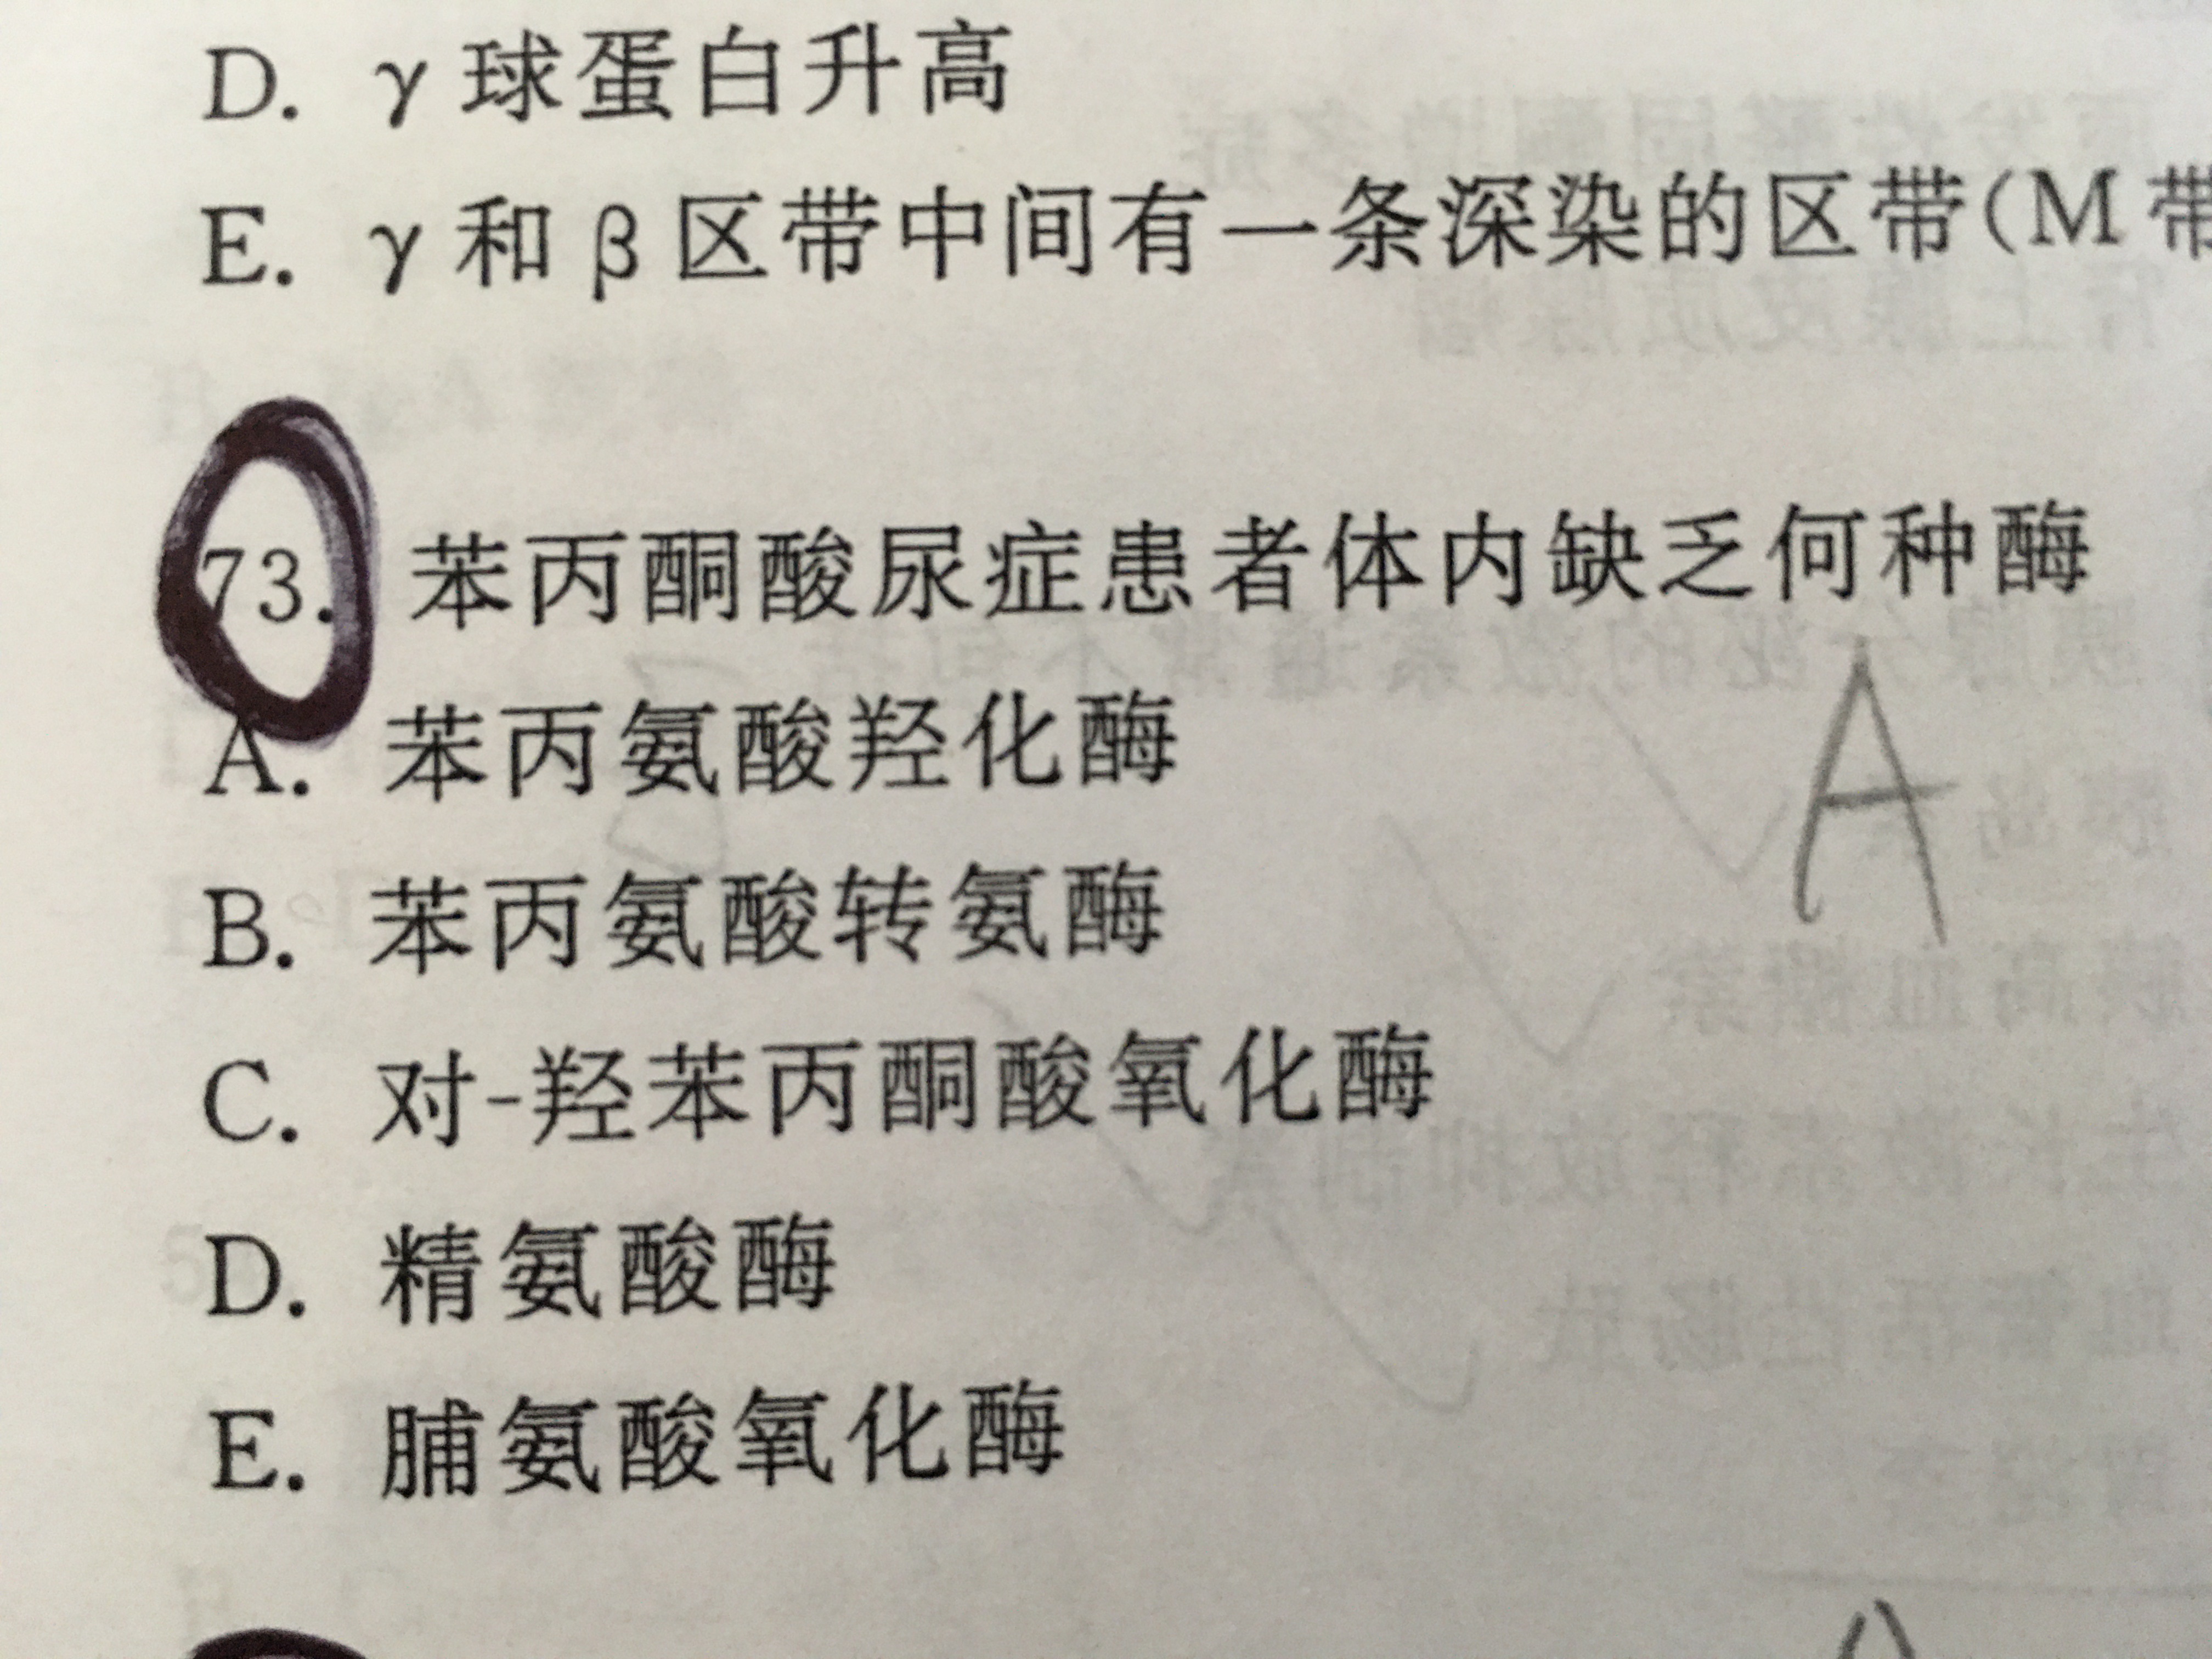 D. γ球蛋白升高
E. γ和β区带中间有一条深染的区带(M带
73. 苯丙酮酸尿症患者体内缺乏何种酶
A. 苯丙氨酸羟化酶
B. 苯丙氨酸转氨酶
C. 对-羟苯丙酮酸氧化酶
D. 精氨酸酶
E. 脯氨酸氧化酶
A